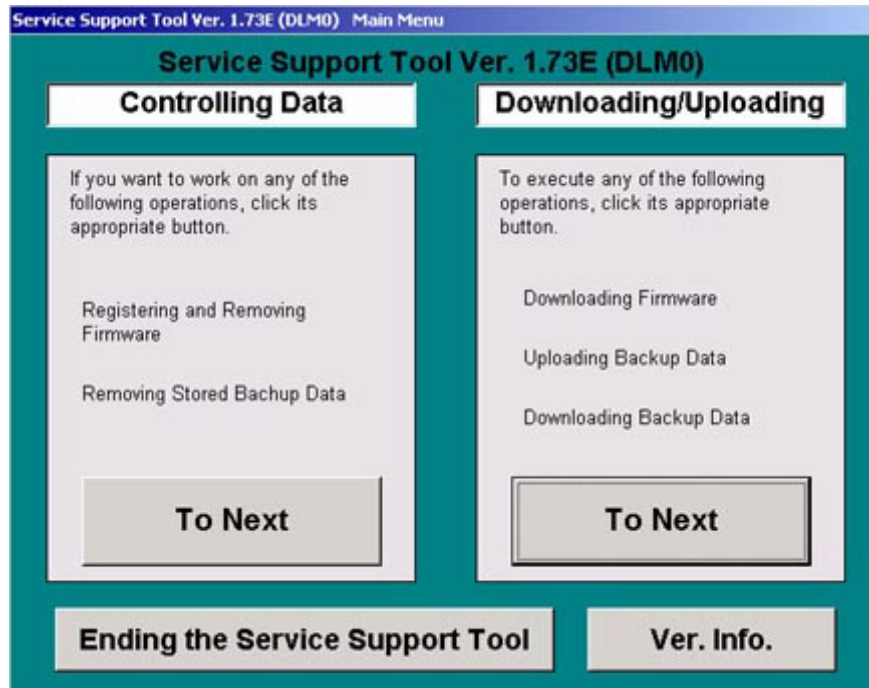 Service Support Tool Ver. 1.73E (DLM0) Main Menu
Service Support Tool Ver. 1.73E (DLM0)
Controlling Data
If you want to work on any of the
following operations, click its
appropriate button.
Registering and Removing
Firmware
Removing Stored Bachup Data
To Next
Downloading/Uploading
To execute any of the following
operations, click its appropriate
button.
Downloading Firmware
Uploading Backup Data
Downloading Backup Data
To Next
Ending the Service Support Tool
Ver. Info.